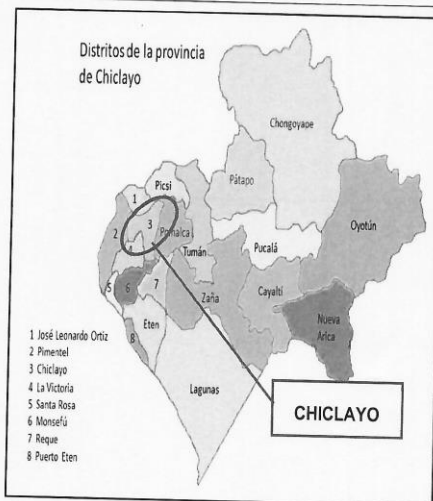 Distritos de la provincia
de Chiclayo
Chongoyape
Picsi
Pátapo
1
3
2
Pomalca
Oyotún
4
Tumán
Pucalá
5
6
7
Zaña
Cayaltí
Nueva
Arica
Eten
8
1 José Leonardo Ortiz
2 Pimentel
3 Chiclayo
4 La Victoria
5 Santa Rosa
6 Monsefú
7 Reque
8 Puerto Eten
Lagunas
CHICLAYO